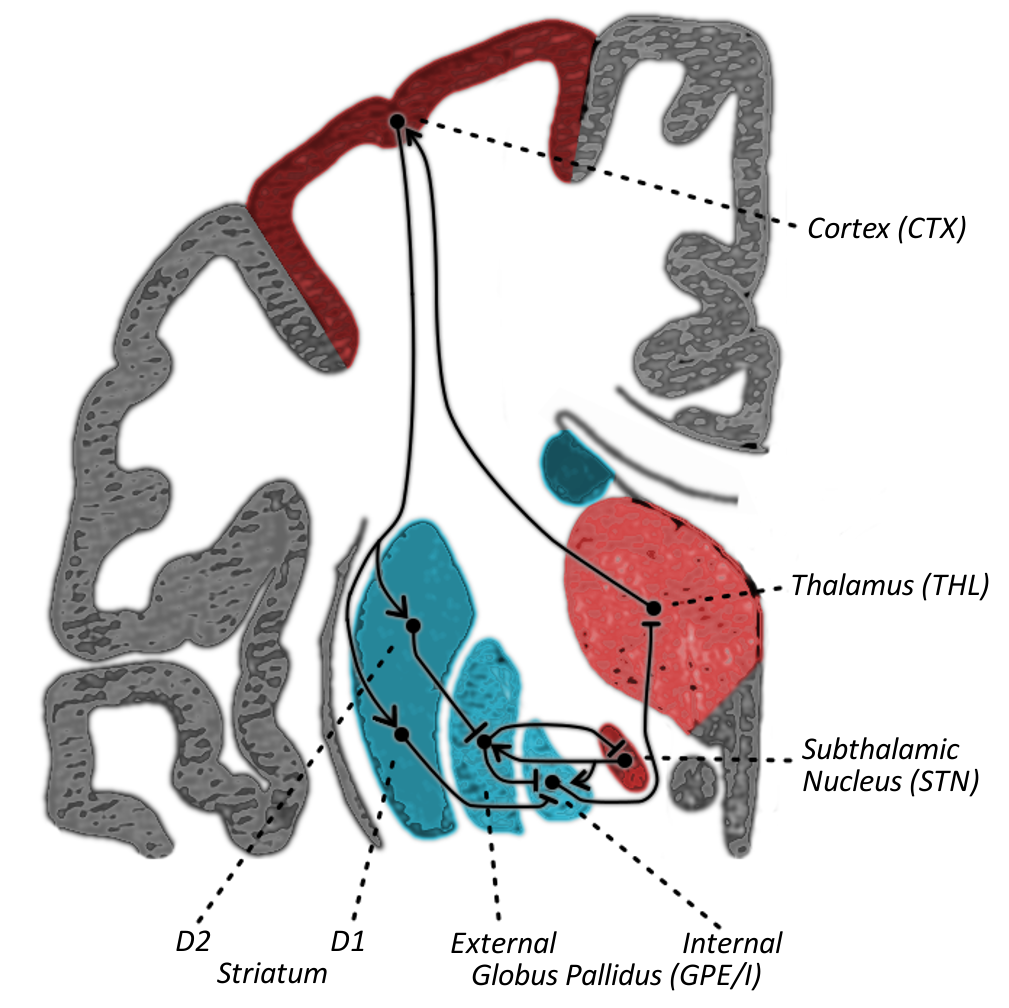 Cortex (CTX)
Thalamus (THL)
Subthalamic
Nucleus (STN)
D2
D1
Striatum
External
Internal
Globus Pallidus (GPE/I)